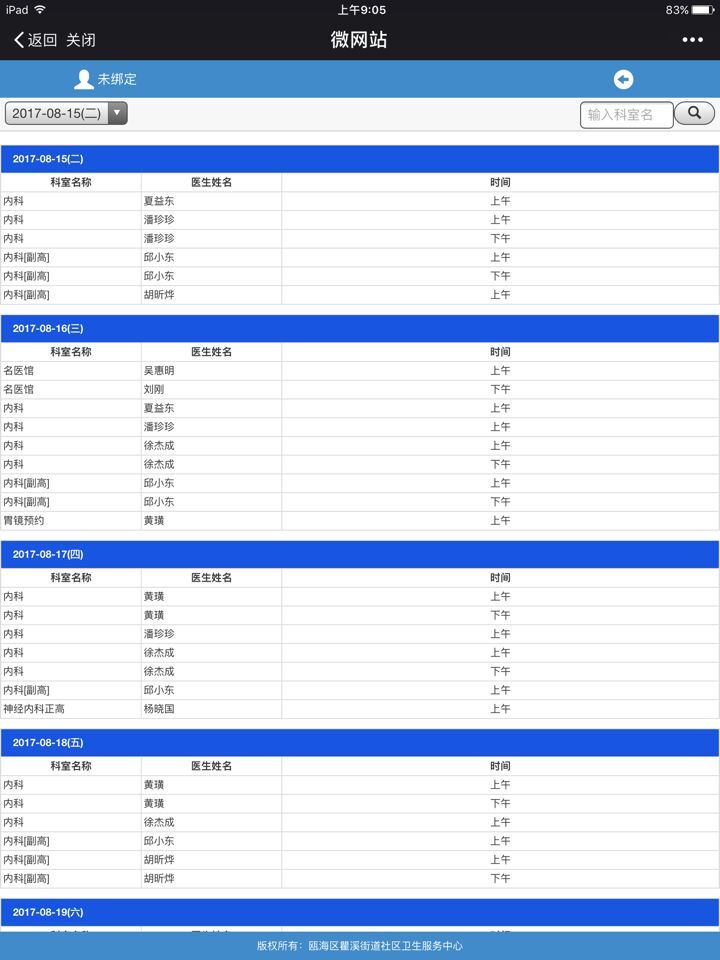 iPad 上午9:05 83%
返回 关闭 微网站
未绑定
2017-08-15(二) 输入科室名
2017-08-15(二)
科室名称 医生姓名 时间
内科 夏益东 上午
内科 潘珍珍 上午
内科 潘珍珍 下午
内科[副高] 邱小东 上午
内科[副高] 邱小东 下午
内科[副高] 胡昕烨 上午
2017-08-16(三)
科室名称 医生姓名 时间
名医馆 吴惠明 上午
名医馆 刘刚 下午
内科 夏益东 上午
内科 潘珍珍 上午
内科 徐杰成 上午
内科 徐杰成 下午
内科[副高] 邱小东 上午
内科[副高] 邱小东 下午
胃镜预约 黄璜 上午
2017-08-17(四)
科室名称 医生姓名 时间
内科 黄璜 上午
内科 黄璜 下午
内科 潘珍珍 上午
内科 徐杰成 上午
内科 徐杰成 下午
内科[副高] 邱小东 上午
神经内科正高 杨晓国 上午
2017-08-18(五)
科室名称 医生姓名 时间
内科 黄璜 上午
内科 黄璜 下午
内科 徐杰成 上午
内科[副高] 邱小东 上午
内科[副高] 胡昕烨 上午
内科[副高] 胡昕烨 下午
2017-08-19(六)
版权所有：瓯海区瞿溪街道社区卫生服务中心